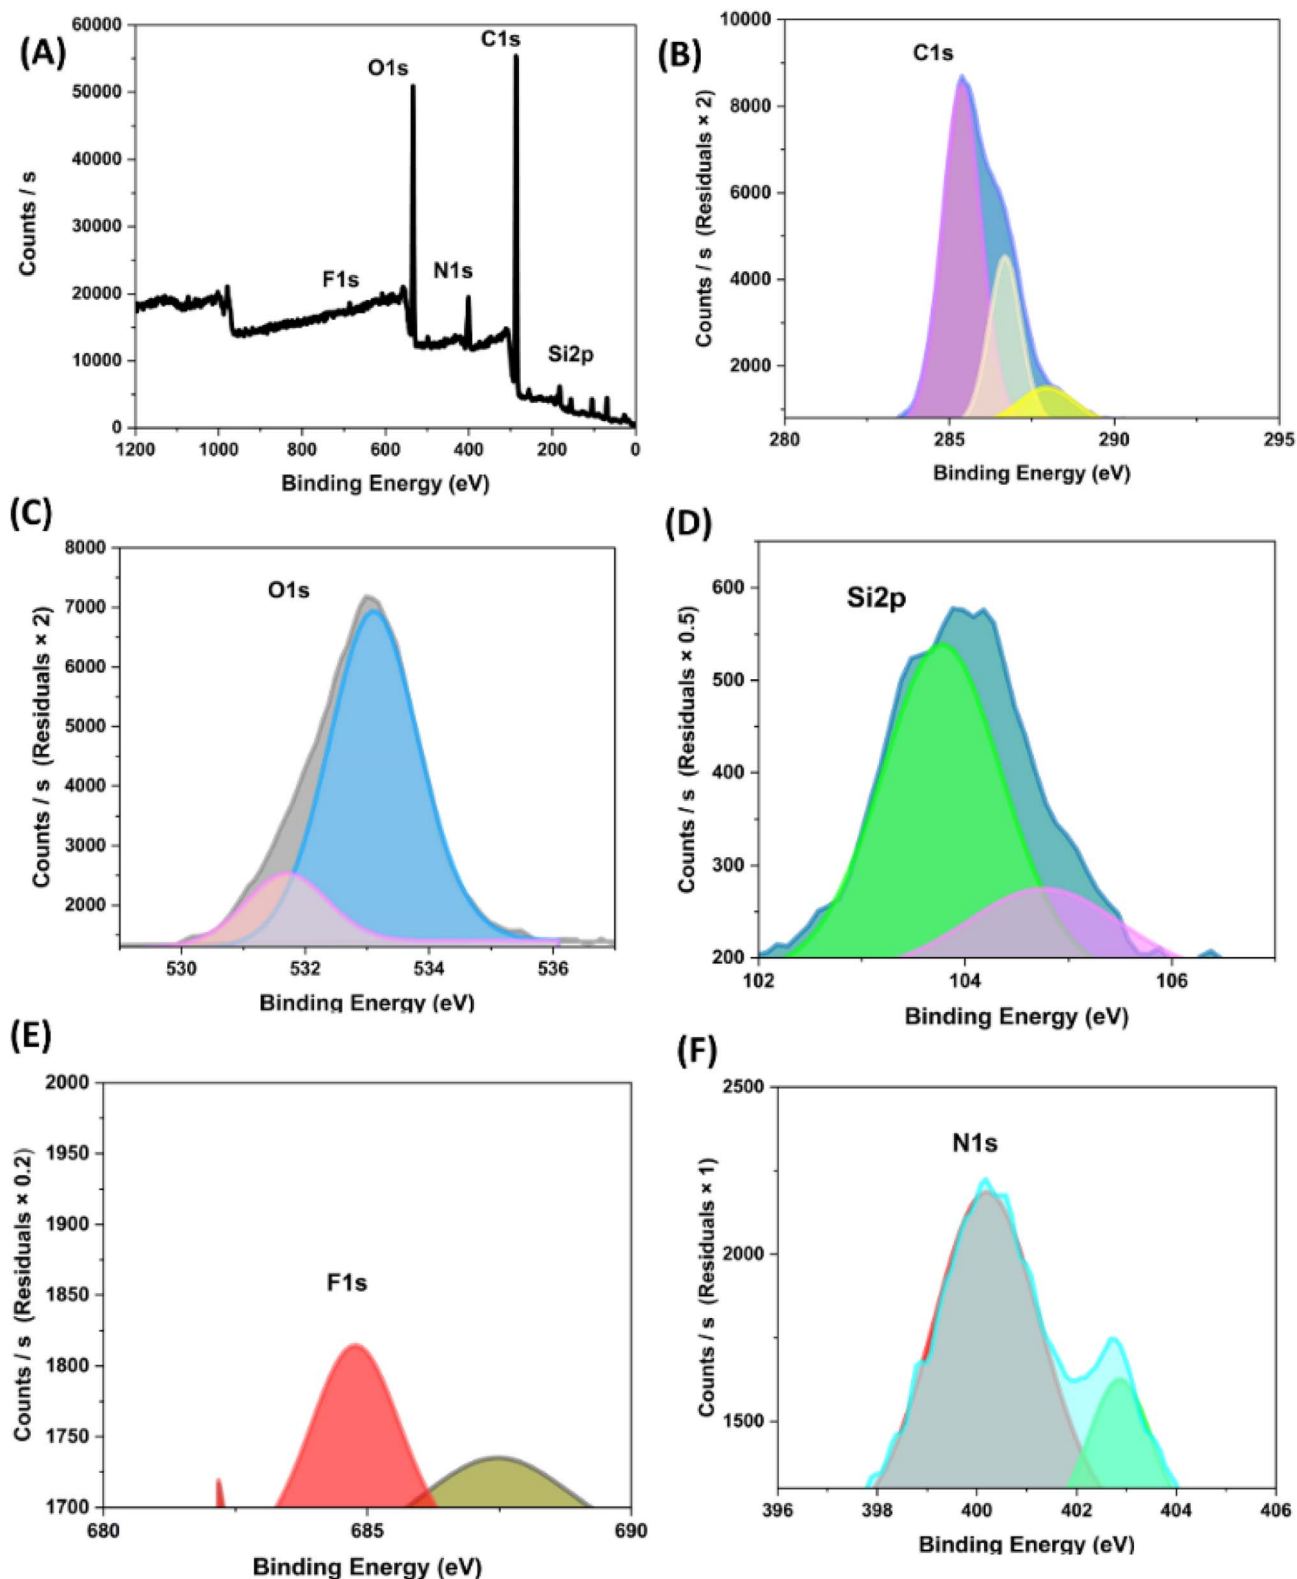 (A)
60000
50000
40000
30000
20000
10000
0
Counts / s
O1s
C1s
F1s
N1s
Si2p
1200 1000 800 600 400 200 0
Binding Energy (eV)
(B)
10000
8000
6000
4000
2000
Counts / s (Residuals × 2)
C1s
280 285 290 295
Binding Energy (eV)
(C)
8000
7000
6000
5000
4000
3000
2000
Counts / s (Residuals × 2)
O1s
530 532 534 536
Binding Energy (eV)
(D)
600
500
400
300
200
Counts / s (Residuals × 0.5)
Si2p
102 104 106
Binding Energy (eV)
(E)
2000
1950
1900
1850
1800
1750
1700
Counts / s (Residuals × 0.2)
F1s
680 685 690
Binding Energy (eV)
(F)
2500
2000
1500
Counts / s (Residuals × 1)
N1s
396 398 400 402 404 406
Binding Energy (eV)